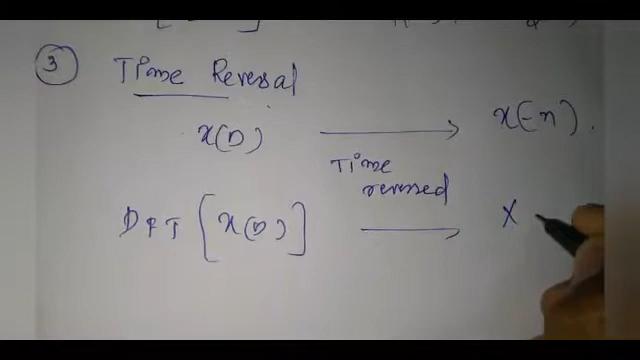 ③ Time Reversal
x(n) → x(-n).
Time
reversed
DFT [x(n)] → X